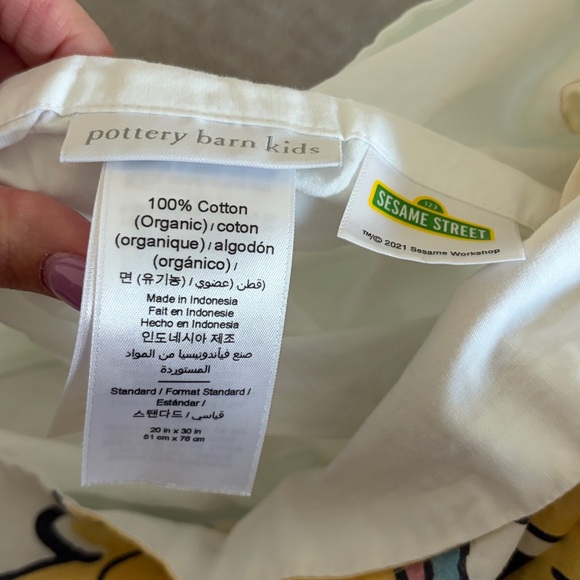 pottery barn kids
100% Cotton
(Organic) / coton
(organique) / algodón
(orgánico) /
면 (유기농) / قطن (عضوي)
Made in Indonesia
Fait en Indonésie
Hecho en Indonesia
인도네시아 제조
صنع فيأندونيسيا من المواد
المستوردة
Standard / Format Standard /
Estándar /
스탠다드 / قياسي
20 in x 30 in
51 cm x 76 cm
123
SESAME STREET
™/© 2021 Sesame Workshop